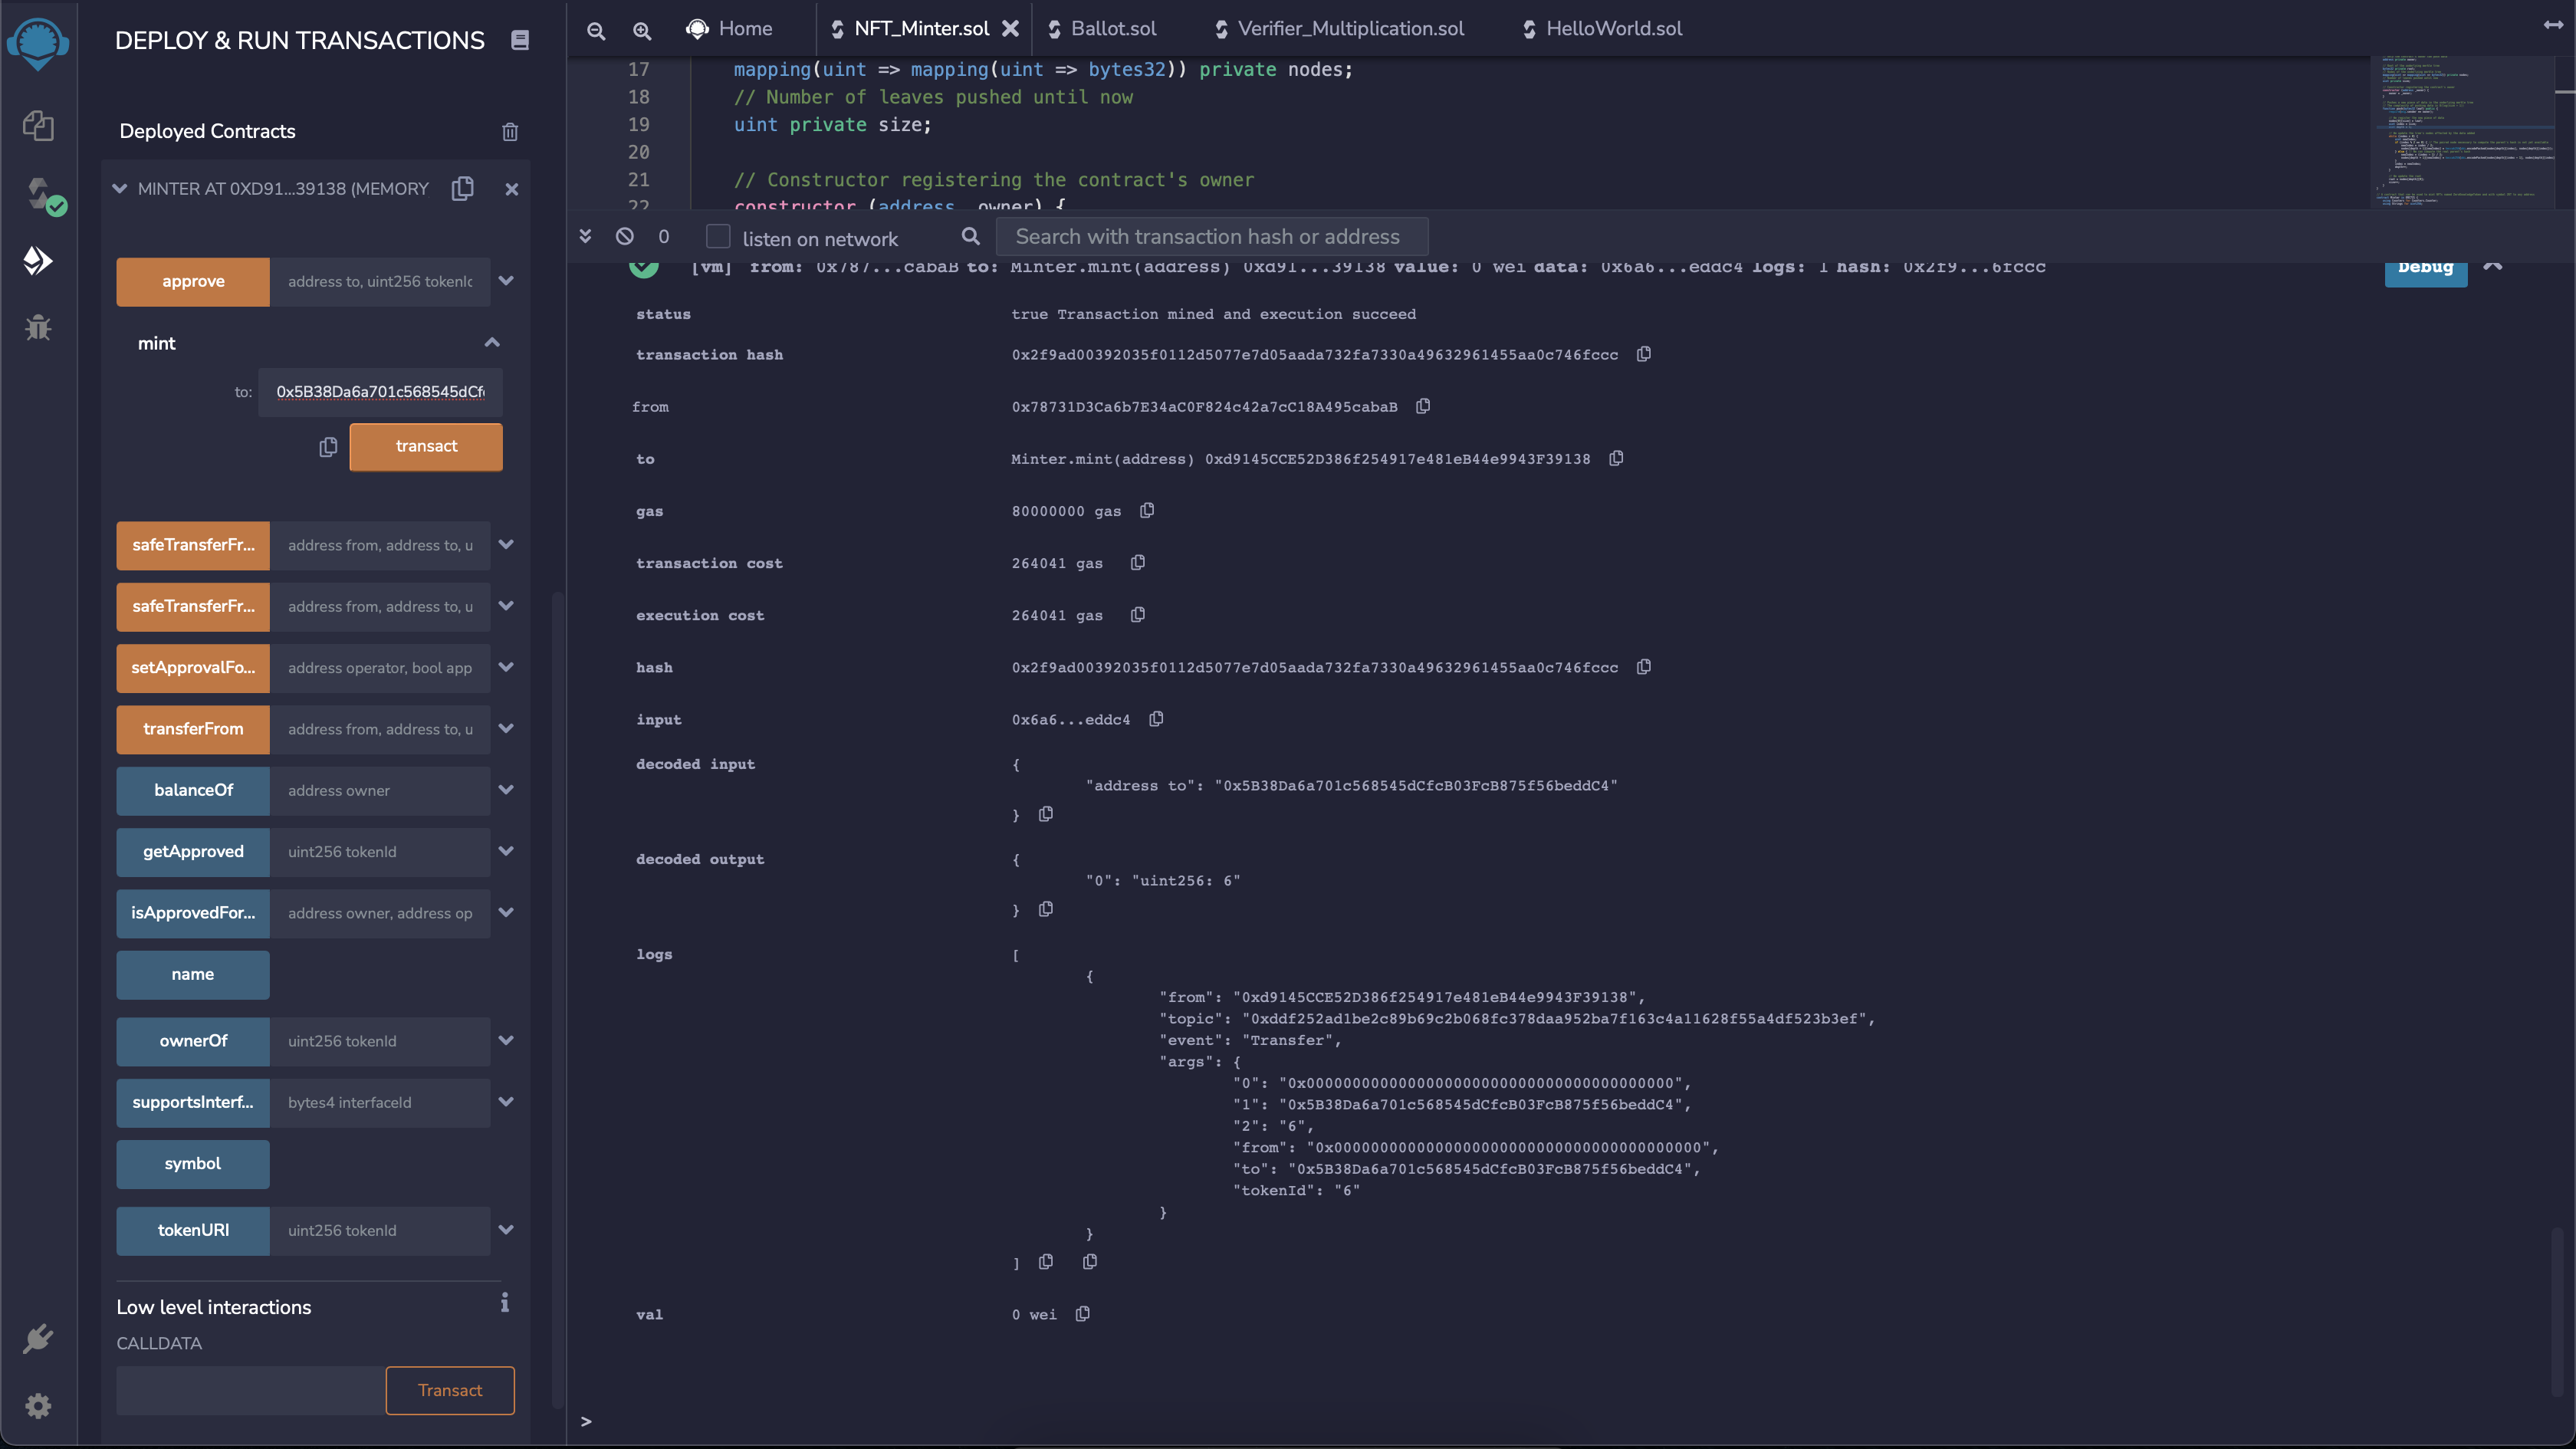 DEPLOY & RUN TRANSACTIONS
Deployed Contracts
MINTER AT 0XD91...39138 (MEMORY
approve address to, uint256 tokenIc
mint
to: 0x5B38Da6a701c568545dCf
transact
safeTransferFr... address from, address to, u
safeTransferFr... address from, address to, u
setApprovalFo... address operator, bool app
transferFrom address from, address to, u
balanceOf address owner
getApproved uint256 tokenId
isApprovedFor... address owner, address op
name
ownerOf uint256 tokenId
supportsInterf... bytes4 interfaceId
symbol
tokenURI uint256 tokenId
Low level interactions
CALLDATA
Transact
Home NFT_Minter.sol Ballot.sol Verifier_Multiplication.sol HelloWorld.sol
17 mapping(uint => mapping(uint => bytes32)) private nodes;
18 // Number of leaves pushed until now
19 uint private size;
20
21 // Constructor registering the contract's owner
22 constructor (address _owner) {
0 listen on network Search with transaction hash or address
[vm] from: 0x787...cabaB to: Minter.mint(address) 0xd91...39138 value: 0 wei data: 0x6a6...eddc4 logs: 1 hash: 0x2f9...6fccc Debug
status true Transaction mined and execution succeed
transaction hash 0x2f9ad00392035f0112d5077e7d05aada732fa7330a49632961455aa0c746fccc
from 0x78731D3Ca6b7E34aC0F824c42a7cC18A495cabaB
to Minter.mint(address) 0xd9145CCE52D386f254917e481eB44e9943F39138
gas 80000000 gas
transaction cost 264041 gas
execution cost 264041 gas
hash 0x2f9ad00392035f0112d5077e7d05aada732fa7330a49632961455aa0c746fccc
input 0x6a6...eddc4
decoded input {
"address to": "0x5B38Da6a701c568545dCfcB03FcB875f56beddC4"
}
decoded output {
"0": "uint256: 6"
}
logs [
{
"from": "0xd9145CCE52D386f254917e481eB44e9943F39138",
"topic": "0xddf252ad1be2c89b69c2b068fc378daa952ba7f163c4a11628f55a4df523b3ef",
"event": "Transfer",
"args": {
"0": "0x0000000000000000000000000000000000000000",
"1": "0x5B38Da6a701c568545dCfcB03FcB875f56beddC4",
"2": "6",
"from": "0x0000000000000000000000000000000000000000",
"to": "0x5B38Da6a701c568545dCfcB03FcB875f56beddC4",
"tokenId": "6"
}
}
]
val 0 wei
>